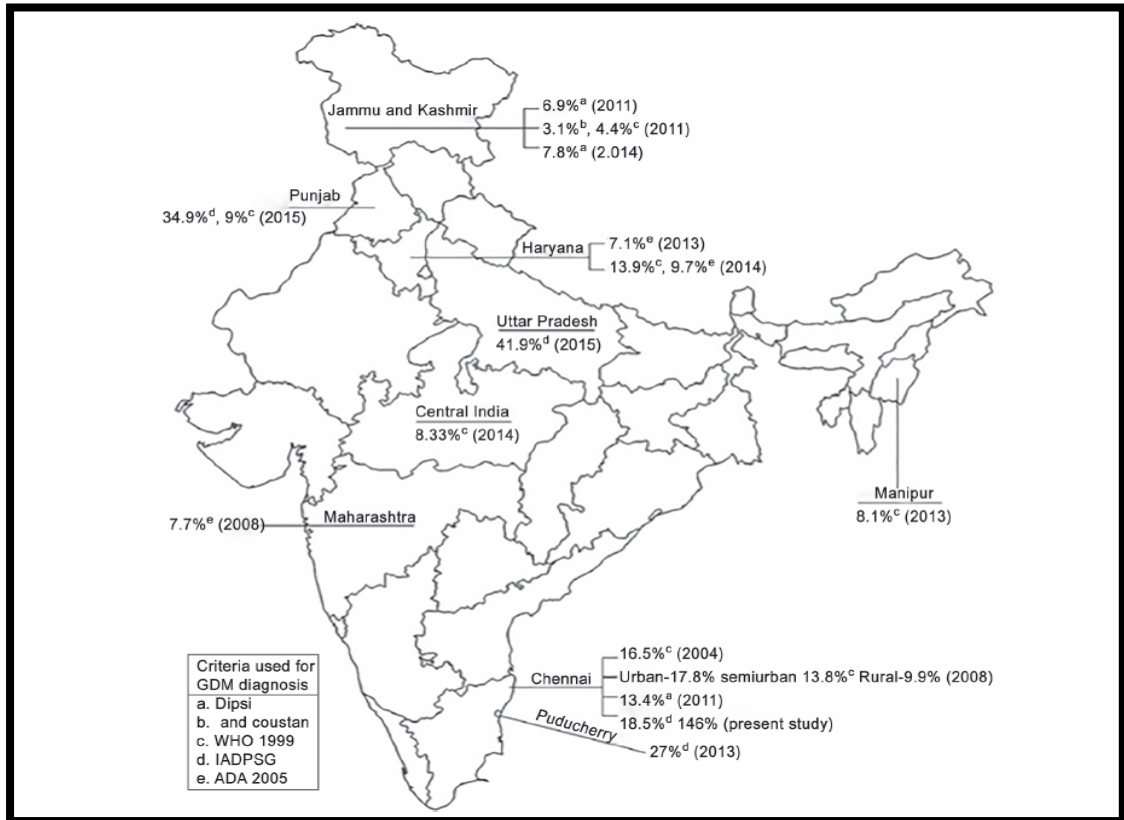 Jammu and Kashmir
6.9%ᵃ (2011)
3.1%ᵇ, 4.4%ᶜ (2011)
7.8%ᵃ (2.014)
Punjab
34.9%ᵈ, 9%ᶜ (2015)
Haryana
7.1%ᵉ (2013)
13.9%ᶜ, 9.7%ᵉ (2014)
Uttar Pradesh
41.9%ᵈ (2015)
Central India
8.33%ᶜ (2014)
Manipur
8.1%ᶜ (2013)
7.7%ᵉ (2008)
Maharashtra
Chennai
16.5%ᶜ (2004)
Urban-17.8% semiurban 13.8%ᶜ Rural-9.9% (2008)
13.4%ᵃ (2011)
18.5%ᵈ 146% (present study)
Puducherry
27%ᵈ (2013)
Criteria used for
GDM diagnosis
a. Dipsi
b. and coustan
c. WHO 1999
d. IADPSG
e. ADA 2005